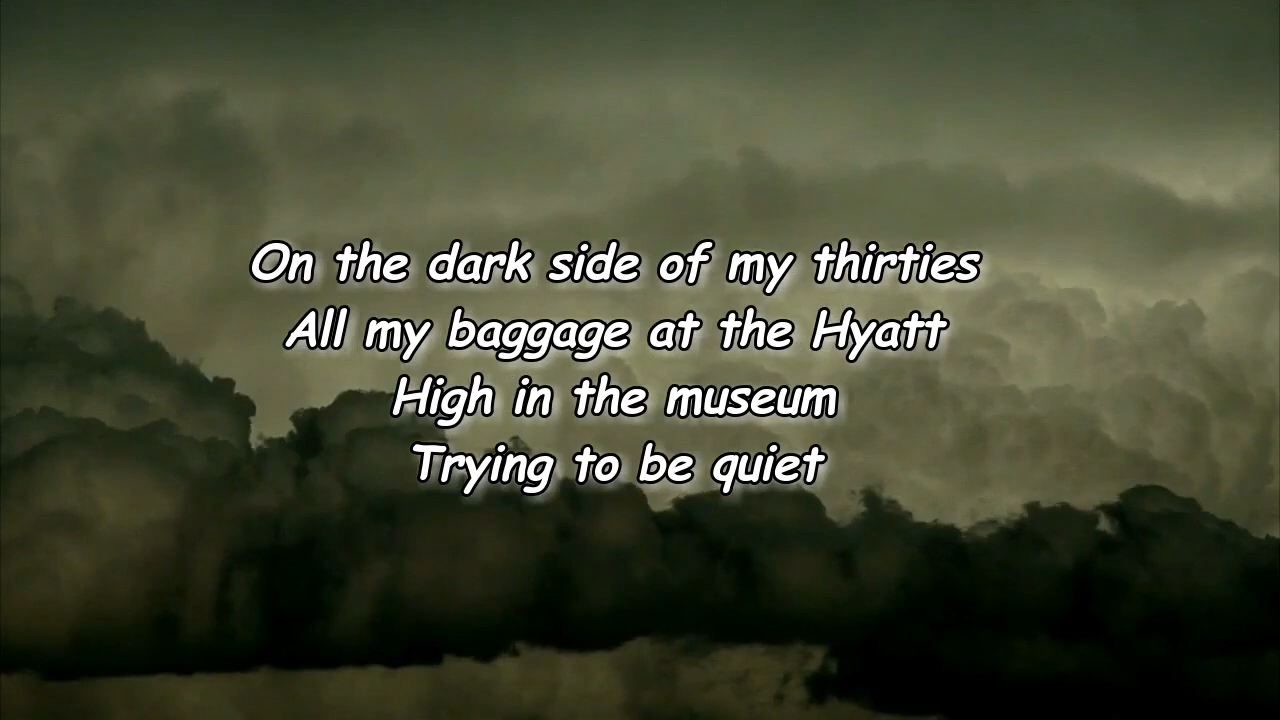 On the dark side of my thirties
All my baggage at the Hyatt
High in the museum
Trying to be quiet